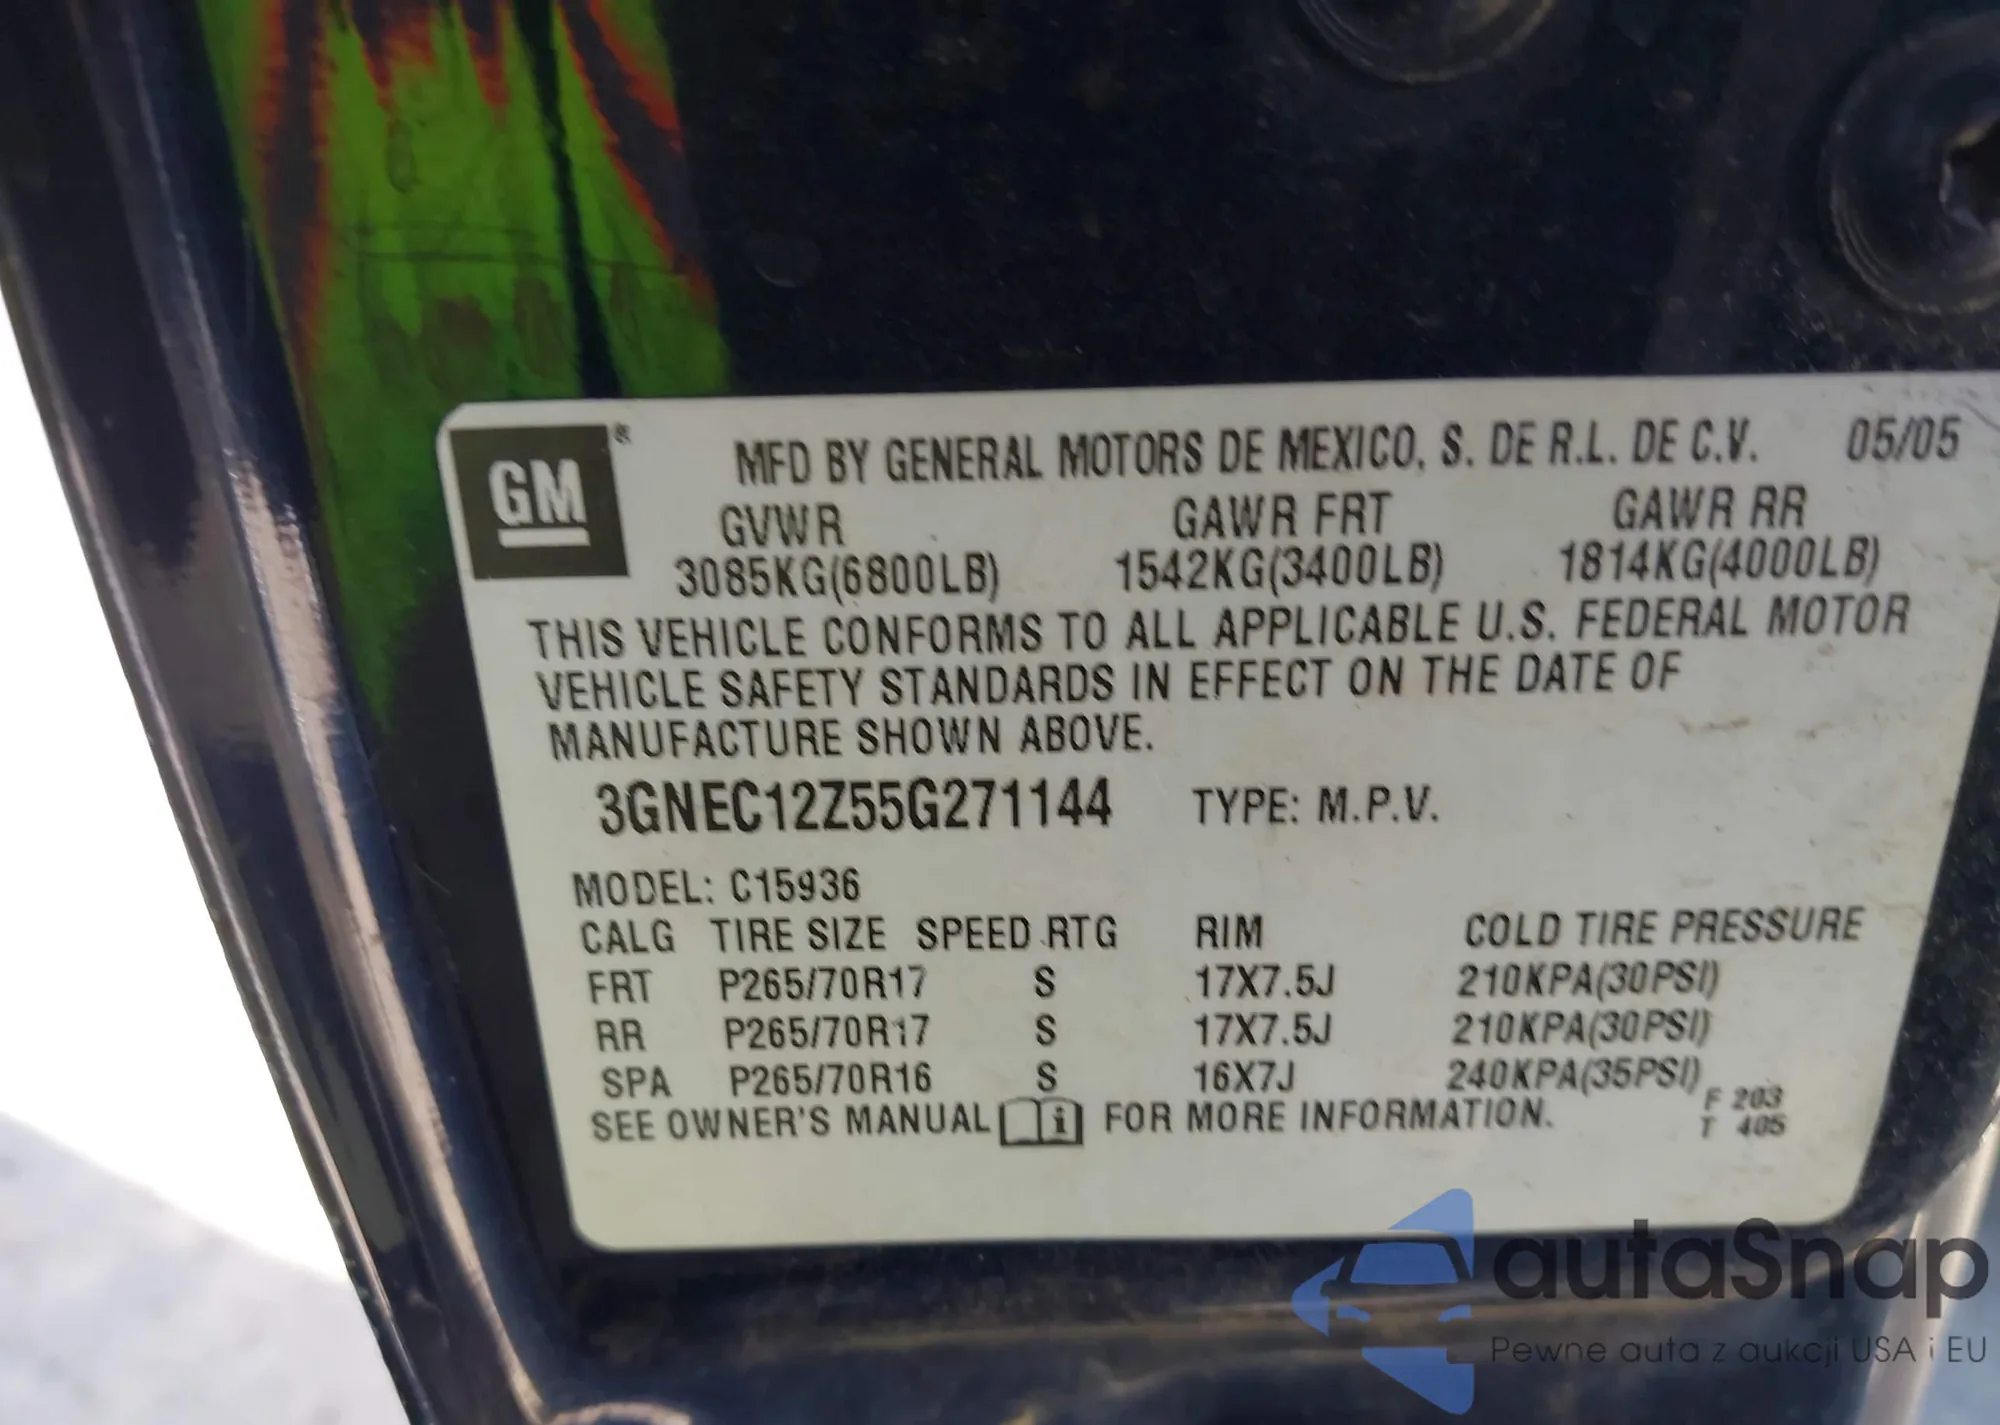 GM ®
MFD BY GENERAL MOTORS DE MEXICO, S. DE R.L. DE C.V. 05/05
GVWR GAWR FRT GAWR RR
3085KG(6800LB) 1542KG(3400LB) 1814KG(4000LB)
THIS VEHICLE CONFORMS TO ALL APPLICABLE U.S. FEDERAL MOTOR
VEHICLE SAFETY STANDARDS IN EFFECT ON THE DATE OF
MANUFACTURE SHOWN ABOVE.
3GNEC12Z55G271144 TYPE: M.P.V.
MODEL: C15936
CALG TIRE SIZE SPEED RTG RIM COLD TIRE PRESSURE
FRT P265/70R17 S 17X7.5J 210KPA(30PSI)
RR P265/70R17 S 17X7.5J 210KPA(30PSI)
SPA P265/70R16 S 16X7J 240KPA(35PSI)
SEE OWNER'S MANUAL i FOR MORE INFORMATION.
F 203
T 405
autaSnap
Pewne auta z aukcji USA i EU